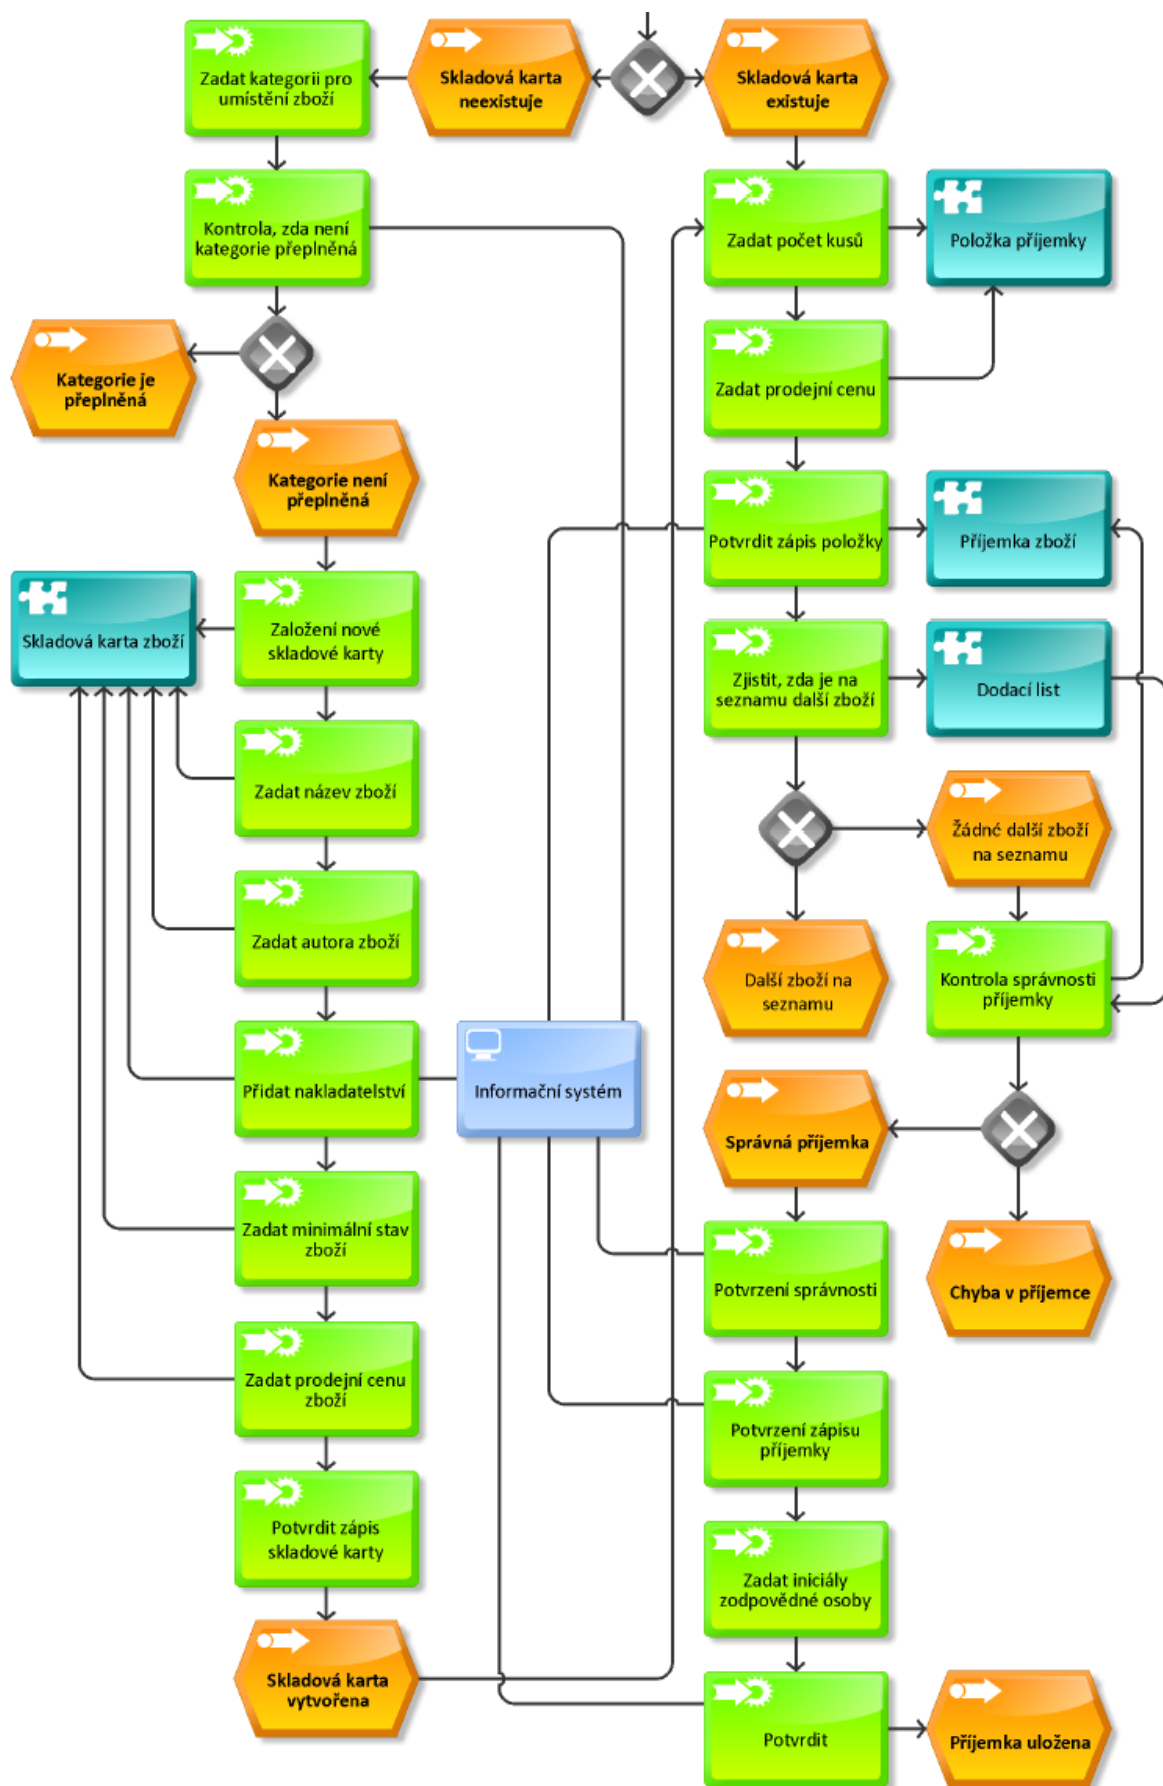 Zadat kategorii pro
umístění zboží
Skladová karta
neexistuje
Skladová karta
existuje
Kontrola, zda není
kategorie přeplněná
Zadat počet kusů
Položka příjemky
Kategorie je
přeplněná
Zadat prodejní cenu
Kategorie není
přeplněná
Potvrdit zápis položky
Příjemka zboží
Skladová karta zboží
Založení nové
skladové karty
Zjistit, zda je na
seznamu další zboží
Dodací list
Zadat název zboží
Žádné další zboží
na seznamu
Zadat autora zboží
Další zboží na
seznamu
Kontrola správnosti
příjemky
Přidat nakladatelství
Informační systém
Správná příjemka
Zadat minimální stav
zboží
Potvrzení správnosti
Chyba v příjemce
Zadat prodejní cenu
zboží
Potvrzení zápisu
příjemky
Potvrdit zápis
skladové karty
Zadat iniciály
zodpovědné osoby
Skladová karta
vytvořena
Potvrdit
Příjemka uložena